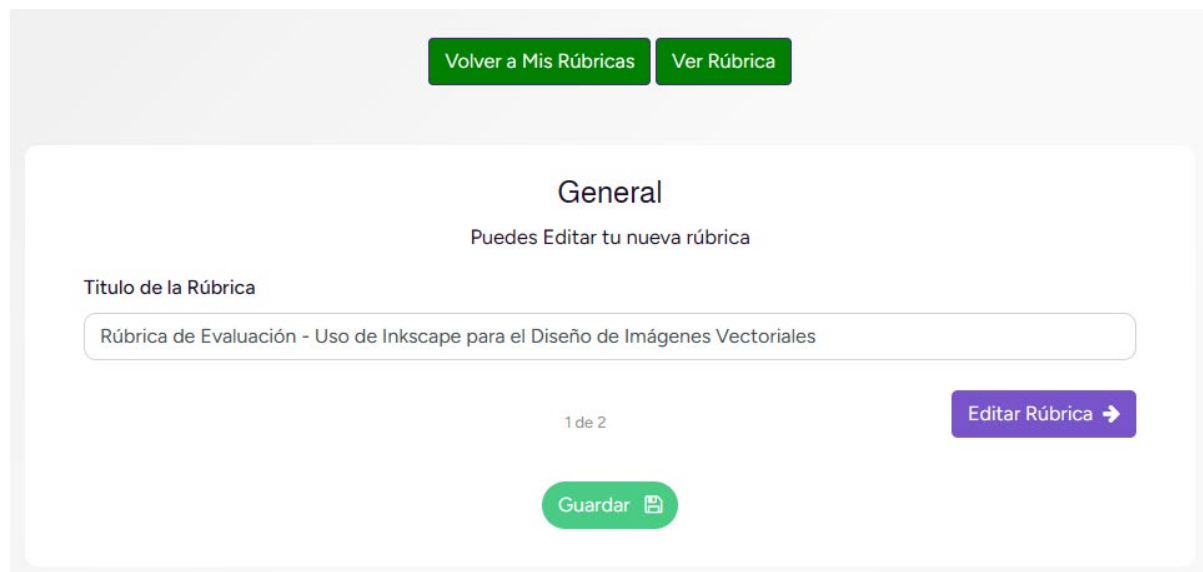 Volver a Mis Rúbricas Ver Rúbrica
General
Puedes Editar tu nueva rúbrica
Titulo de la Rúbrica
Rúbrica de Evaluación - Uso de Inkscape para el Diseño de Imágenes Vectoriales
1 de 2
Editar Rúbrica
Guardar